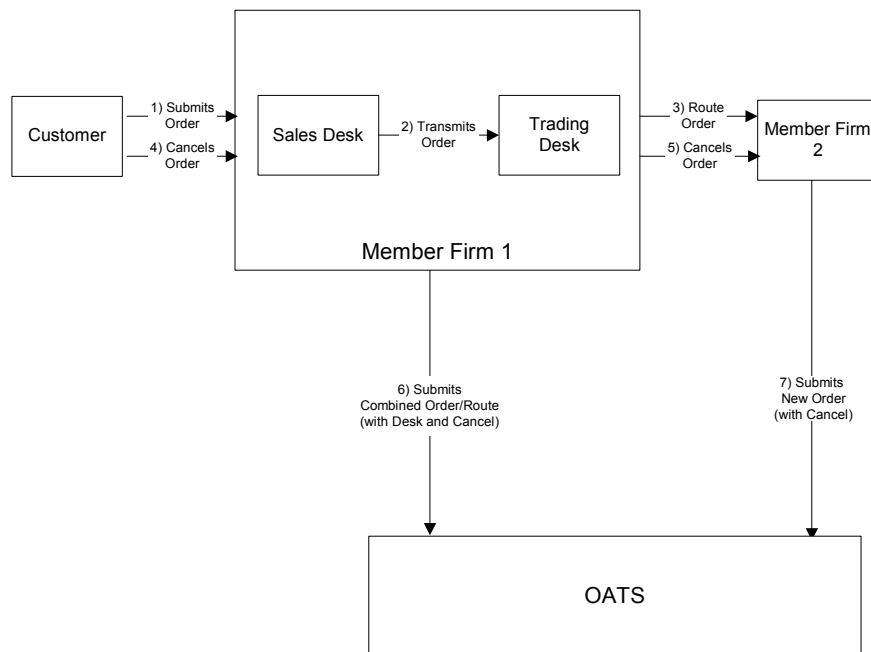 Customer
1) Submits
Order
4) Cancels
Order
Sales Desk
2) Transmits
Order
Trading
Desk
Member Firm 1
3) Route
Order
5) Cancels
Order
Member Firm
2
6) Submits
Combined Order/Route
(with Desk and Cancel)
7) Submits
New Order
(with Cancel)
OATS